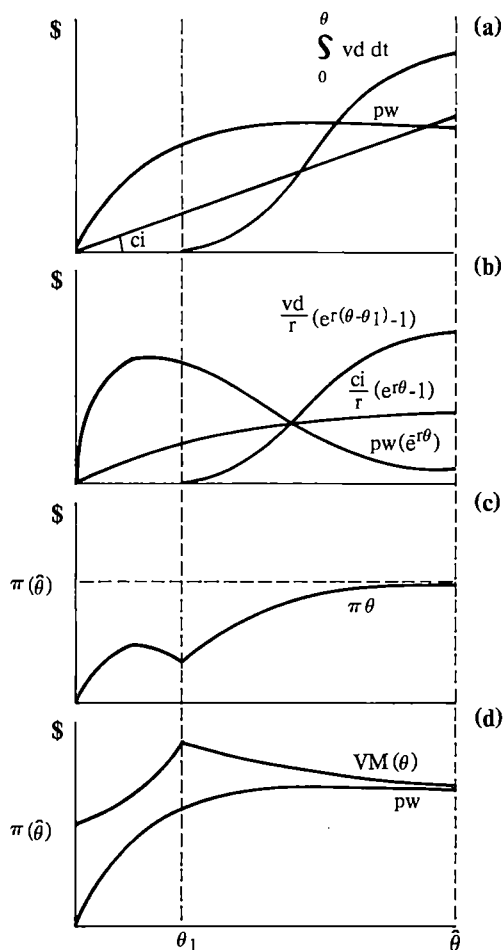 $
(a)
θ
∫ vd dt
0
pw
ci
(b)
$
vd/r (e^r(θ-θ1)-1)
ci/r (e^rθ-1)
pw(ē^rθ)
(c)
$
π(θ̂)
πθ
(d)
$
VM(θ)
pw
π(θ̂)
θ1
θ̂